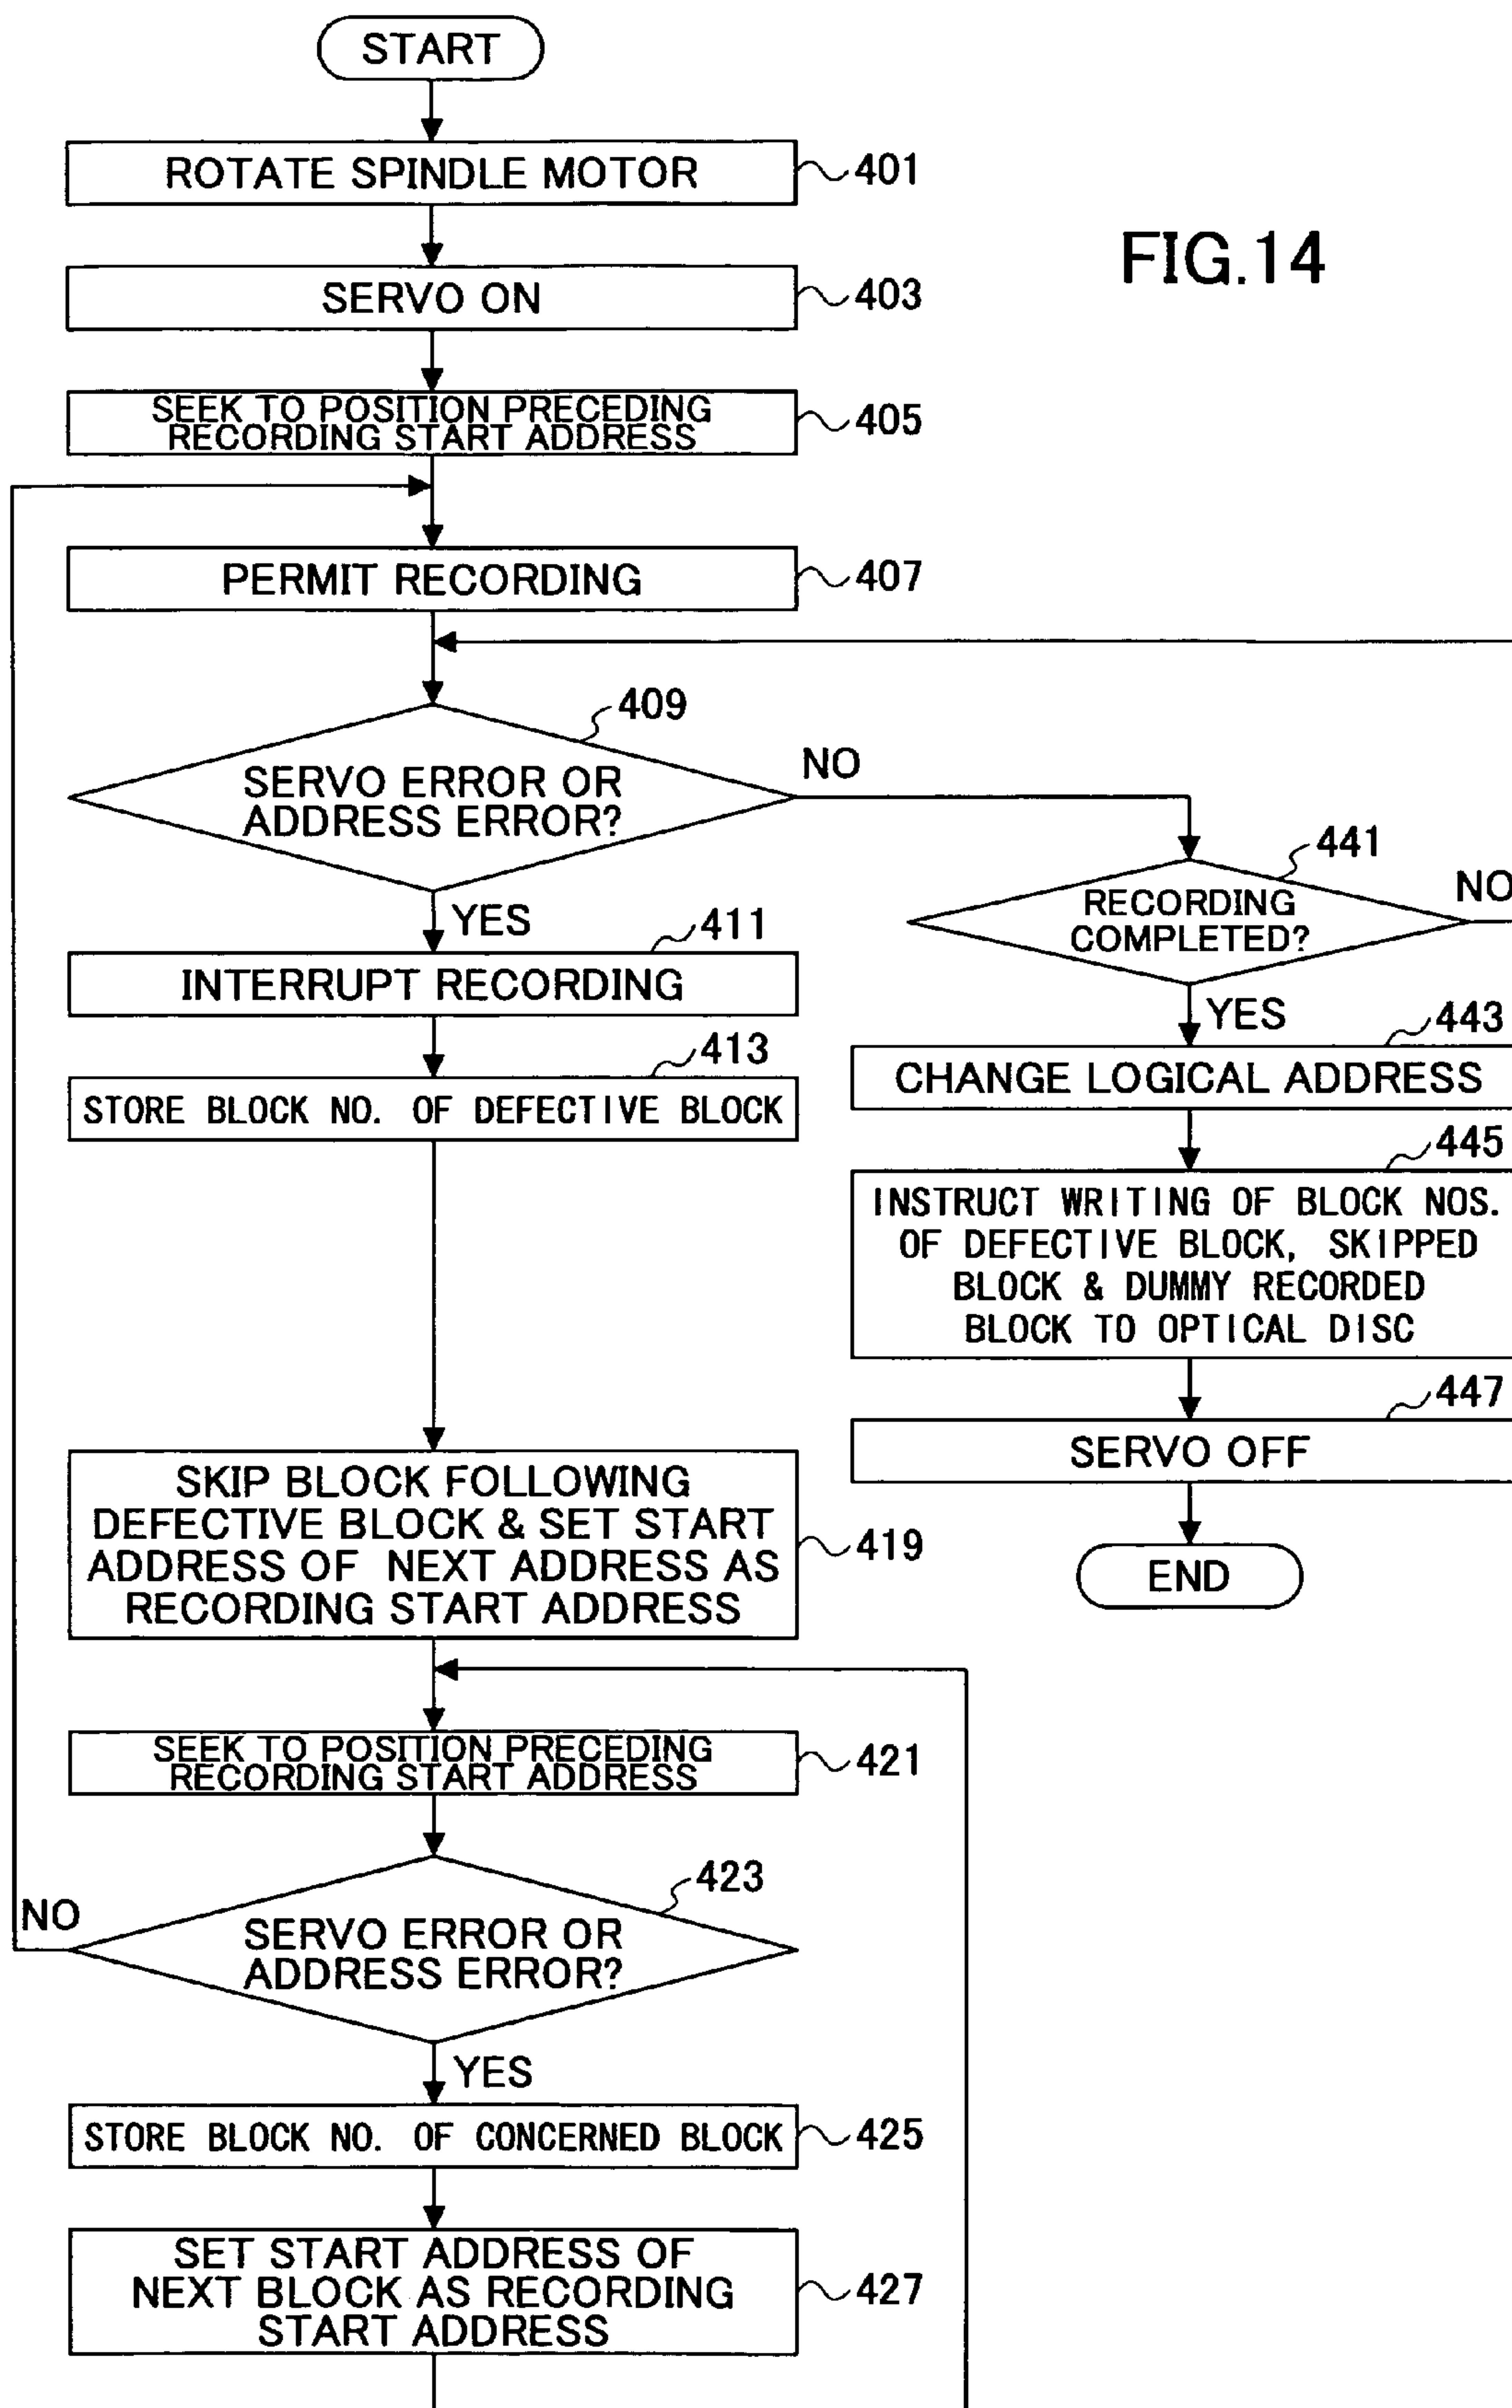 START
ROTATE SPINDLE MOTOR
401
FIG.14
SERVO ON
403
SEEK TO POSITION PRECEDING
RECORDING START ADDRESS
405
PERMIT RECORDING
407
409
SERVO ERROR OR
ADDRESS ERROR?
NO
YES
411
INTERRUPT RECORDING
413
STORE BLOCK NO. OF DEFECTIVE BLOCK
SKIP BLOCK FOLLOWING
DEFECTIVE BLOCK & SET START
ADDRESS OF NEXT ADDRESS AS
RECORDING START ADDRESS
419
SEEK TO POSITION PRECEDING
RECORDING START ADDRESS
421
423
NO
SERVO ERROR OR
ADDRESS ERROR?
YES
STORE BLOCK NO. OF CONCERNED BLOCK
425
SET START ADDRESS OF
NEXT BLOCK AS RECORDING
START ADDRESS
427
441
RECORDING
COMPLETED?
NO
YES
443
CHANGE LOGICAL ADDRESS
445
INSTRUCT WRITING OF BLOCK NOS.
OF DEFECTIVE BLOCK, SKIPPED
BLOCK & DUMMY RECORDED
BLOCK TO OPTICAL DISC
447
SERVO OFF
END